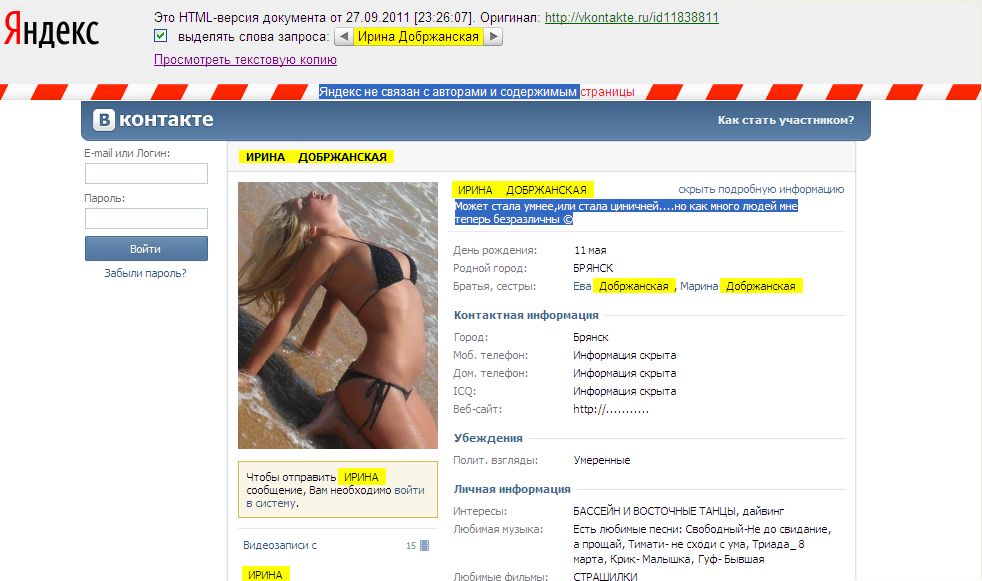 Яндекс
Это HTML-версия документа от 27.09.2011 [23:26:07]. Оригинал: http://vkontakte.ru/id11838811
выделять слова запроса: Ирина Добржанская
Просмотреть текстовую копию
Яндекс не связан с авторами и содержимым страницы
В контакте
Как стать участником?
E-mail или Логин:
Пароль:
Войти
Забыли пароль?
ИРИНА ДОБРЖАНСКАЯ
ИРИНА ДОБРЖАНСКАЯ
скрыть подробную информацию
Может стала умнее,или стала циничней....но как много людей мне
теперь безразличны ©
День рождения: 11 мая
Родной город: БРЯНСК
Братья, сестры: Ева Добржанская, Марина Добржанская
Контактная информация
Город: Брянск
Моб. телефон: Информация скрыта
Дом. телефон: Информация скрыта
ICQ: Информация скрыта
Веб-сайт: http://...........
Убеждения
Полит. взгляды: Умеренные
Личная информация
Интересы: БАССЕЙН И ВОСТОЧНЫЕ ТАНЦЫ, дайвинг
Любимая музыка: Есть любимые песни: Свободный-Не до свидание,
а прощай, Тимати- не сходи с ума, Триада_ 8
марта, Крик- Малышка, Гуф- Бывшая
Любимые фильмы: СТРАШИЛКИ
Чтобы отправить ИРИНА
сообщение, Вам необходимо войти
в систему.
Видеозаписи с 15
ИРИНА